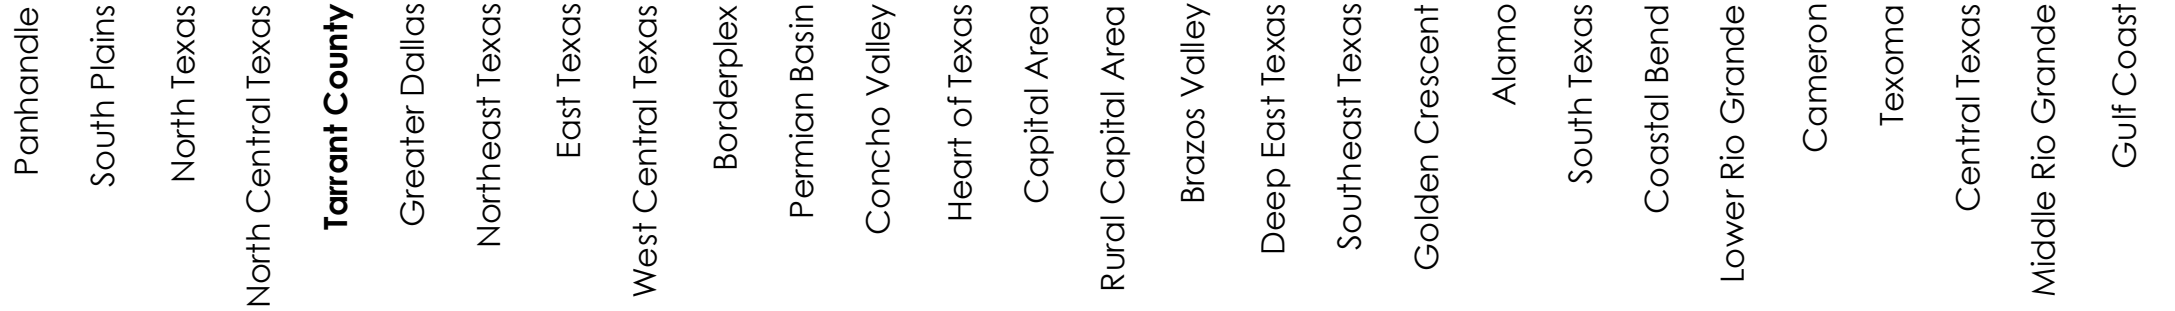 Panhandle
South Plains
North Texas
North Central Texas
Tarrant County
Greater Dallas
Northeast Texas
East Texas
West Central Texas
Borderplex
Permian Basin
Concho Valley
Heart of Texas
Capital Area
Rural Capital Area
Brazos Valley
Deep East Texas
Southeast Texas
Golden Crescent
Alamo
South Texas
Coastal Bend
Lower Rio Grande
Cameron
Texoma
Central Texas
Middle Rio Grande
Gulf Coast